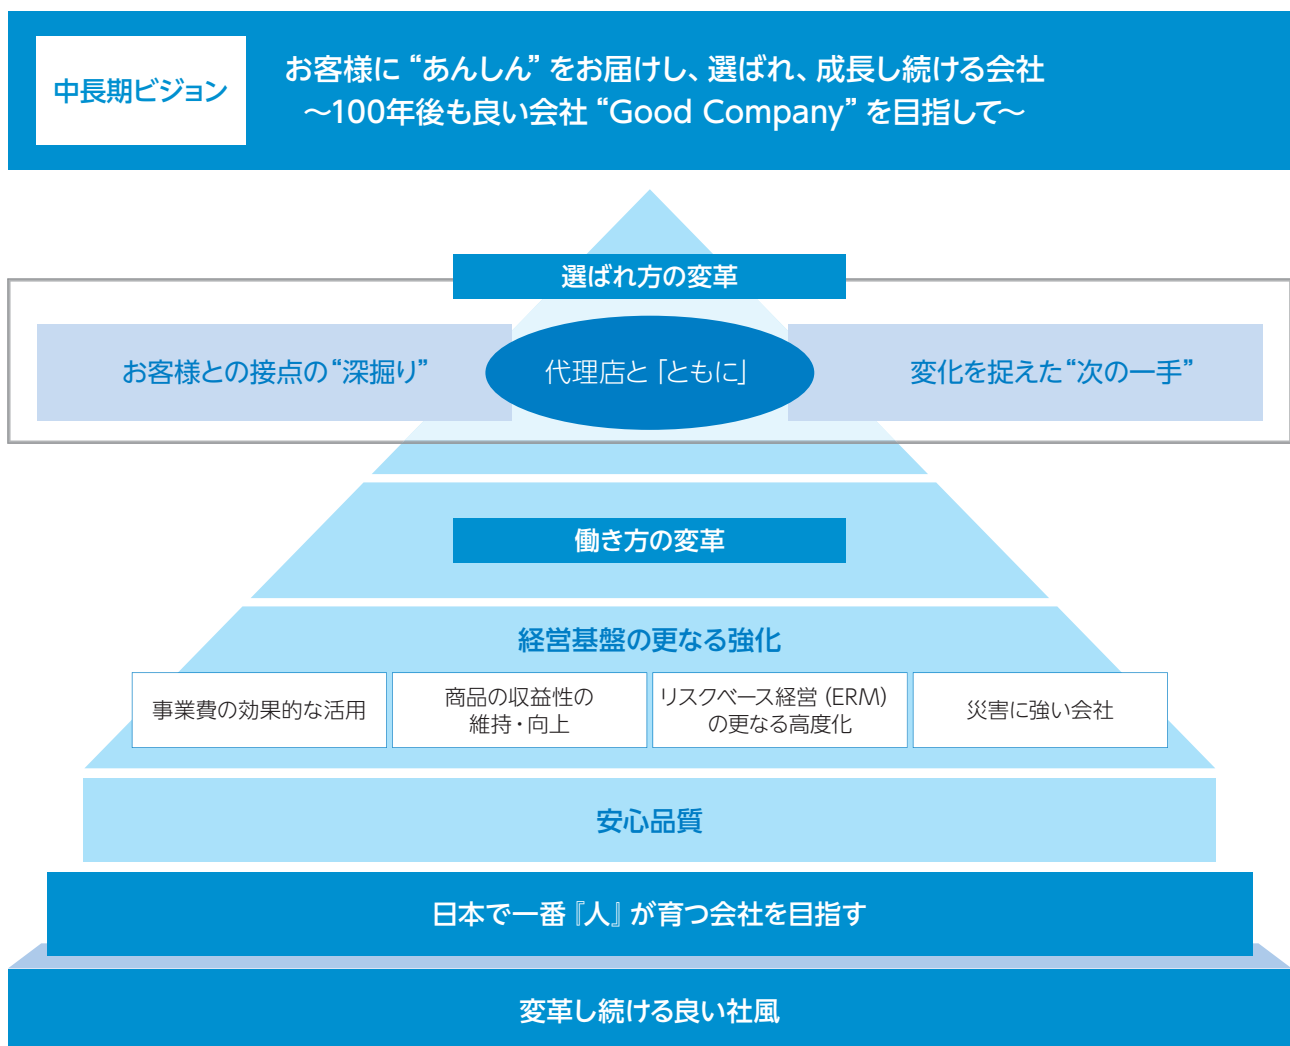 中長期ビジョン
お客様に “あんしん” をお届けし、選ばれ、成長し続ける会社
～100年後も良い会社 “Good Company” を目指して～
選ばれ方の変革
お客様との接点の“深掘り”
代理店と「ともに」
変化を捉えた“次の一手”
働き方の変革
経営基盤の更なる強化
事業費の効果的な活用
商品の収益性の
維持・向上
リスクベース経営 (ERM)
の更なる高度化
災害に強い会社
安心品質
日本で一番『人』が育つ会社を目指す
変革し続ける良い社風